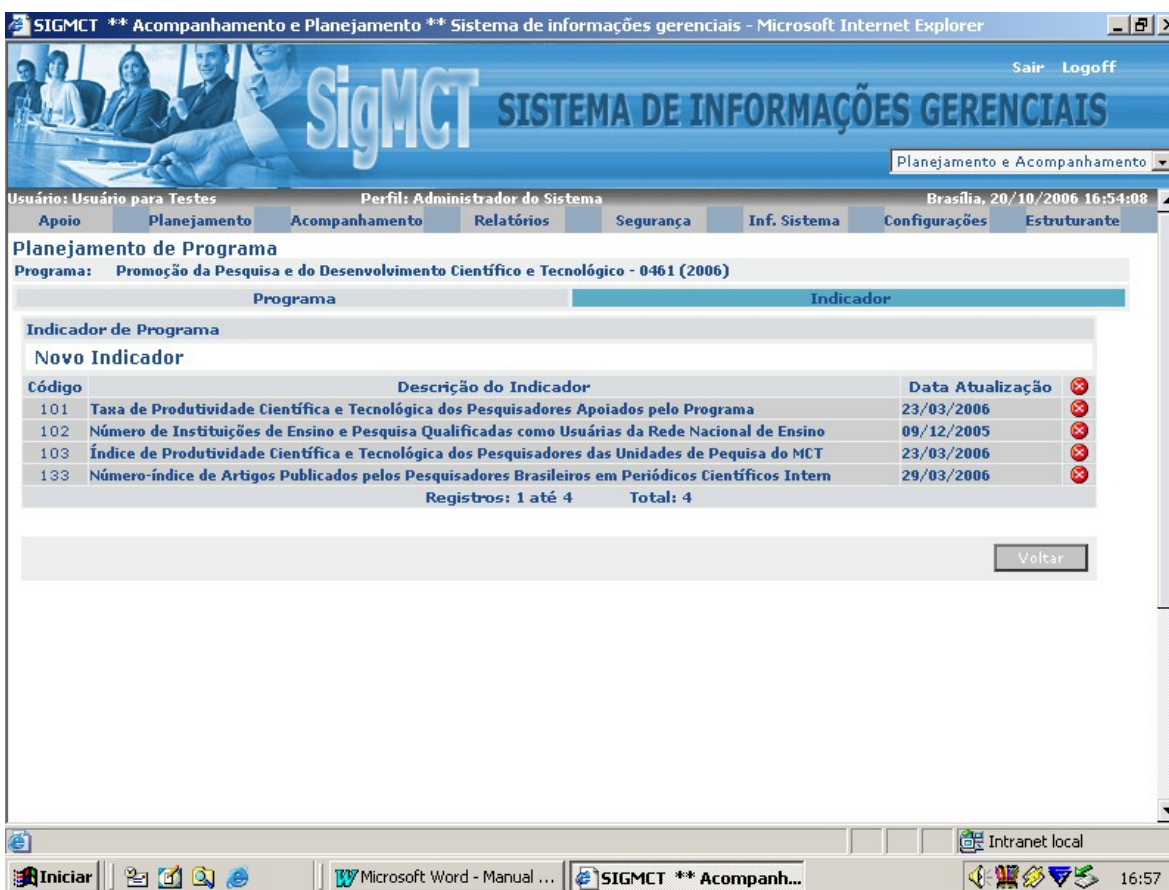 SIGMCT ** Acompanhamento e Planejamento ** Sistema de informações gerenciais - Microsoft Internet Explorer
Sair Logoff
SigMCT SISTEMA DE INFORMAÇÕES GERENCIAIS
Planejamento e Acompanhamento
Usuário: Usuário para Testes Perfil: Administrador do Sistema Brasília, 20/10/2006 16:54:08
Apoio Planejamento Acompanhamento Relatórios Segurança Inf. Sistema Configurações Estruturante
Planejamento de Programa
Programa: Promoção da Pesquisa e do Desenvolvimento Científico e Tecnológico - 0461 (2006)
Programa Indicador
Indicador de Programa
Novo Indicador
Código Descrição do Indicador Data Atualização
101 Taxa de Produtividade Científica e Tecnológica dos Pesquisadores Apoiados pelo Programa 23/03/2006
102 Número de Instituições de Ensino e Pesquisa Qualificadas como Usuárias da Rede Nacional de Ensino 09/12/2005
103 Índice de Produtividade Científica e Tecnológica dos Pesquisadores das Unidades de Pequisa do MCT 23/03/2006
133 Número-índice de Artigos Publicados pelos Pesquisadores Brasileiros em Periódicos Científicos Intern 29/03/2006
Registros: 1 até 4 Total: 4
Voltar
Intranet local
Iniciar Microsoft Word - Manual ... SIGMCT ** Acompanh... 16:57